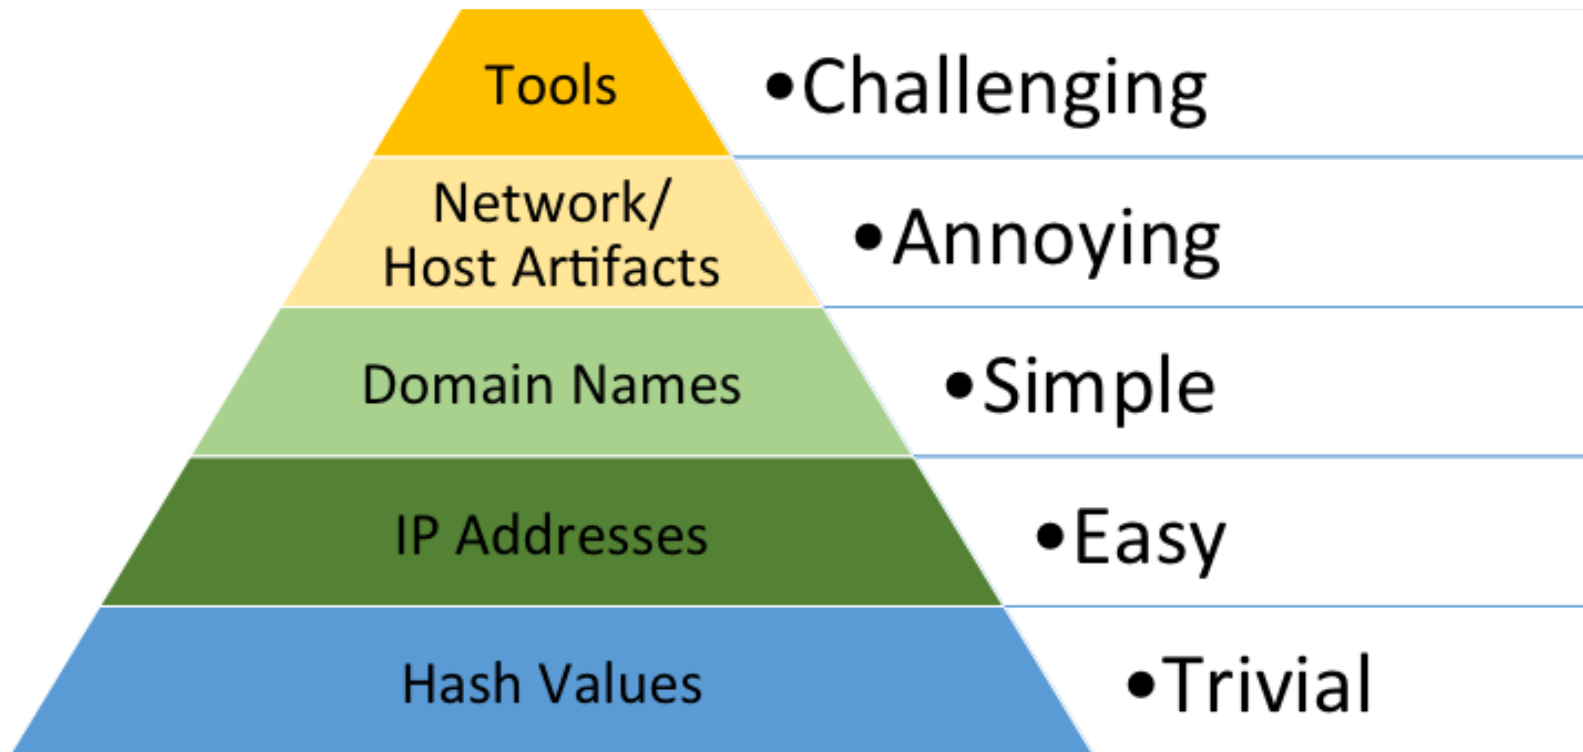 Tools
•Challenging
Network/
Host Artifacts
•Annoying
Domain Names
•Simple
IP Addresses
•Easy
Hash Values
•Trivial